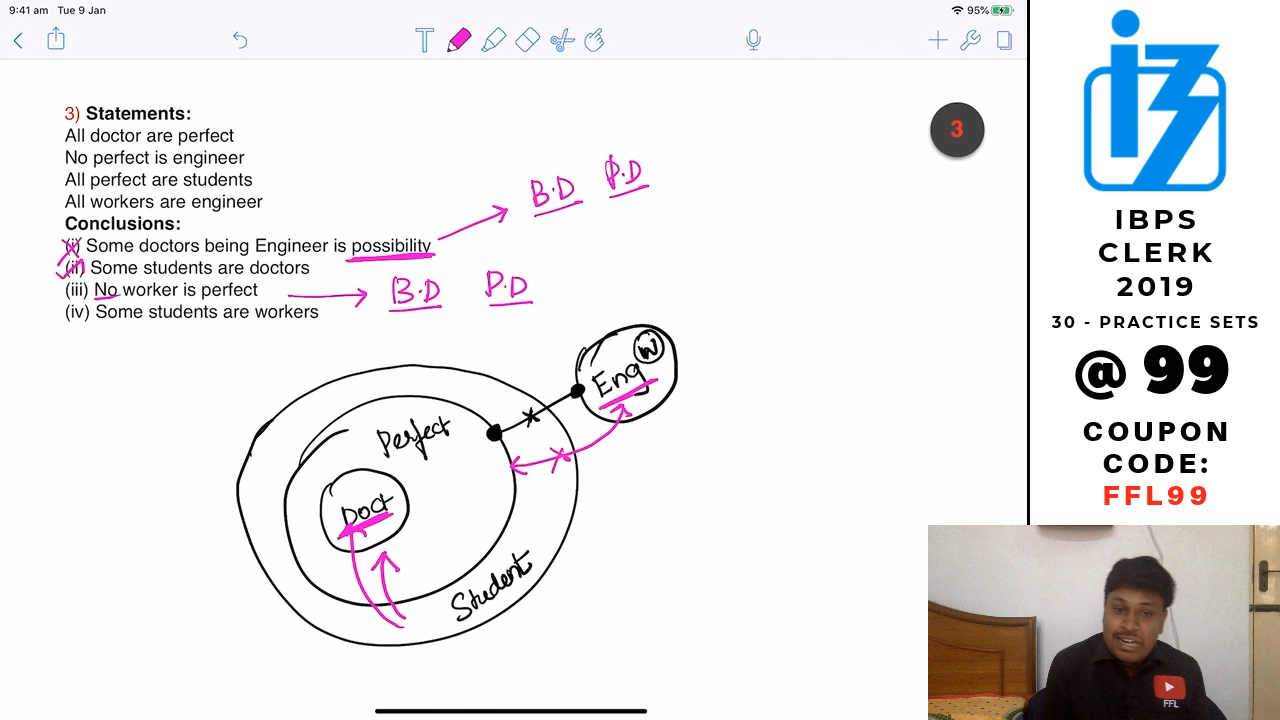 9:41 am Tue 9 Jan
95%
T
3) Statements:
All doctor are perfect
No perfect is engineer
All perfect are students
All workers are engineer
Conclusions:
(i) Some doctors being Engineer is possibility
(ii) Some students are doctors
(iii) No worker is perfect
(iv) Some students are workers
B.D P.D
B.D P.D
3
W
Eng
Perfect
Doct
Student
IBPS
CLERK
2019
30 - PRACTICE SETS
@ 99
COUPON
CODE:
FFL99
FFL